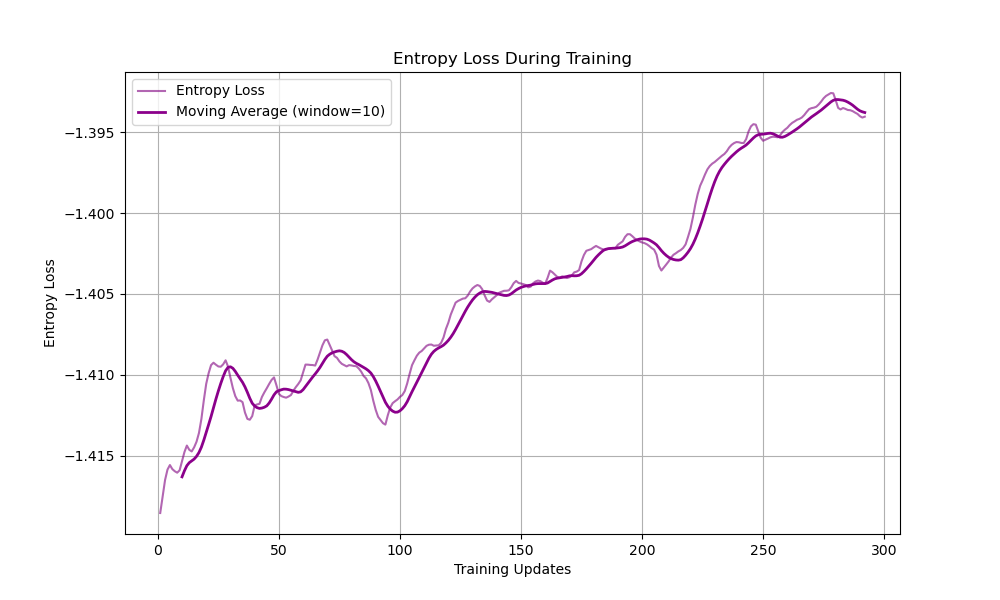 Entropy Loss During Training
Entropy Loss
Moving Average (window=10)
Entropy Loss
−1.395
−1.400
−1.405
−1.410
−1.415
0 50 100 150 200 250 300
Training Updates